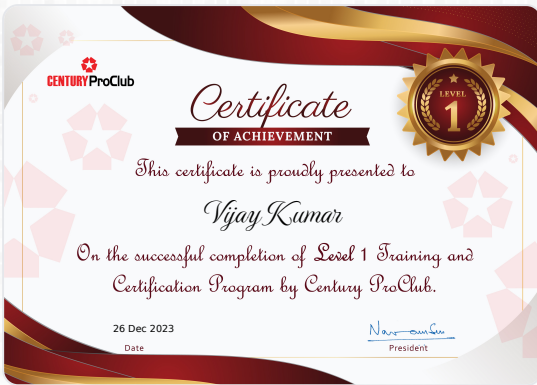 CENTURY ProClub
LEVEL
1
Certificate
OF ACHIEVEMENT
This certificate is proudly presented to
Vijay Kumar
On the successful completion of Level 1 Training and
Certification Program by Century ProClub.
26 Dec 2023
Date
President